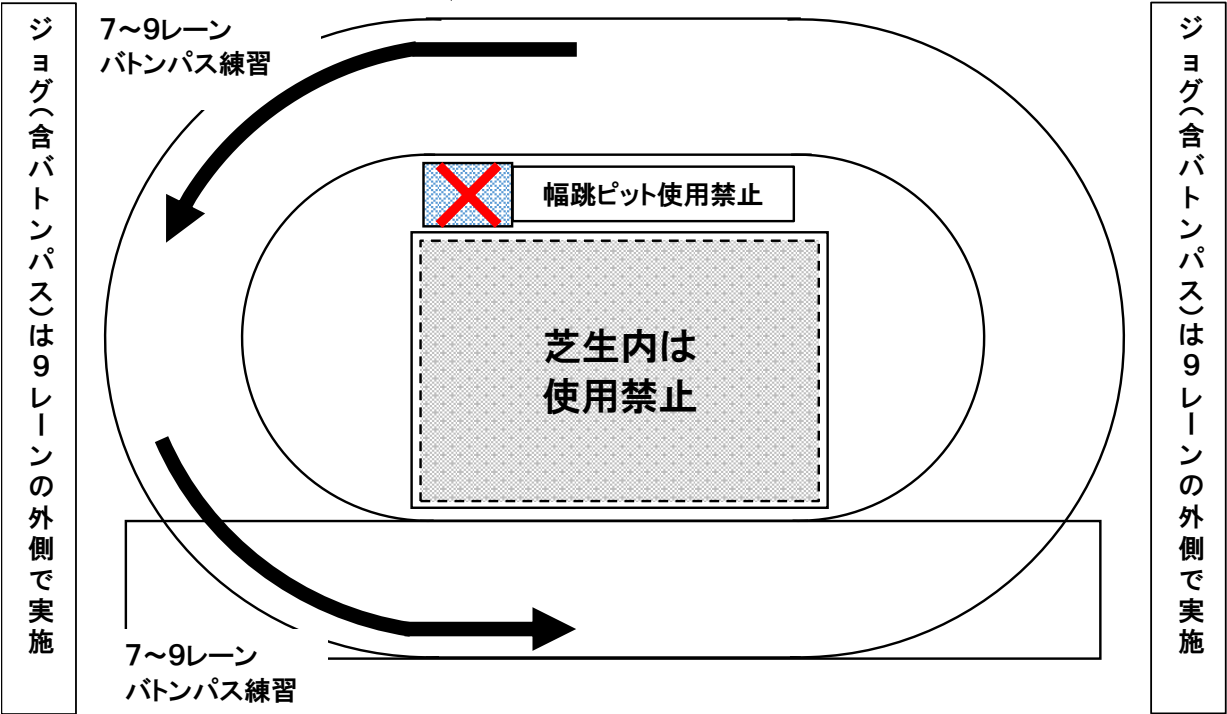 ジョグ（含バトンパス）は９レーンの外側で実施
7～9レーン
バトンパス練習
幅跳ピット使用禁止
芝生内は
使用禁止
7～9レーン
バトンパス練習
ジョグ（含バトンパス）は９レーンの外側で実施